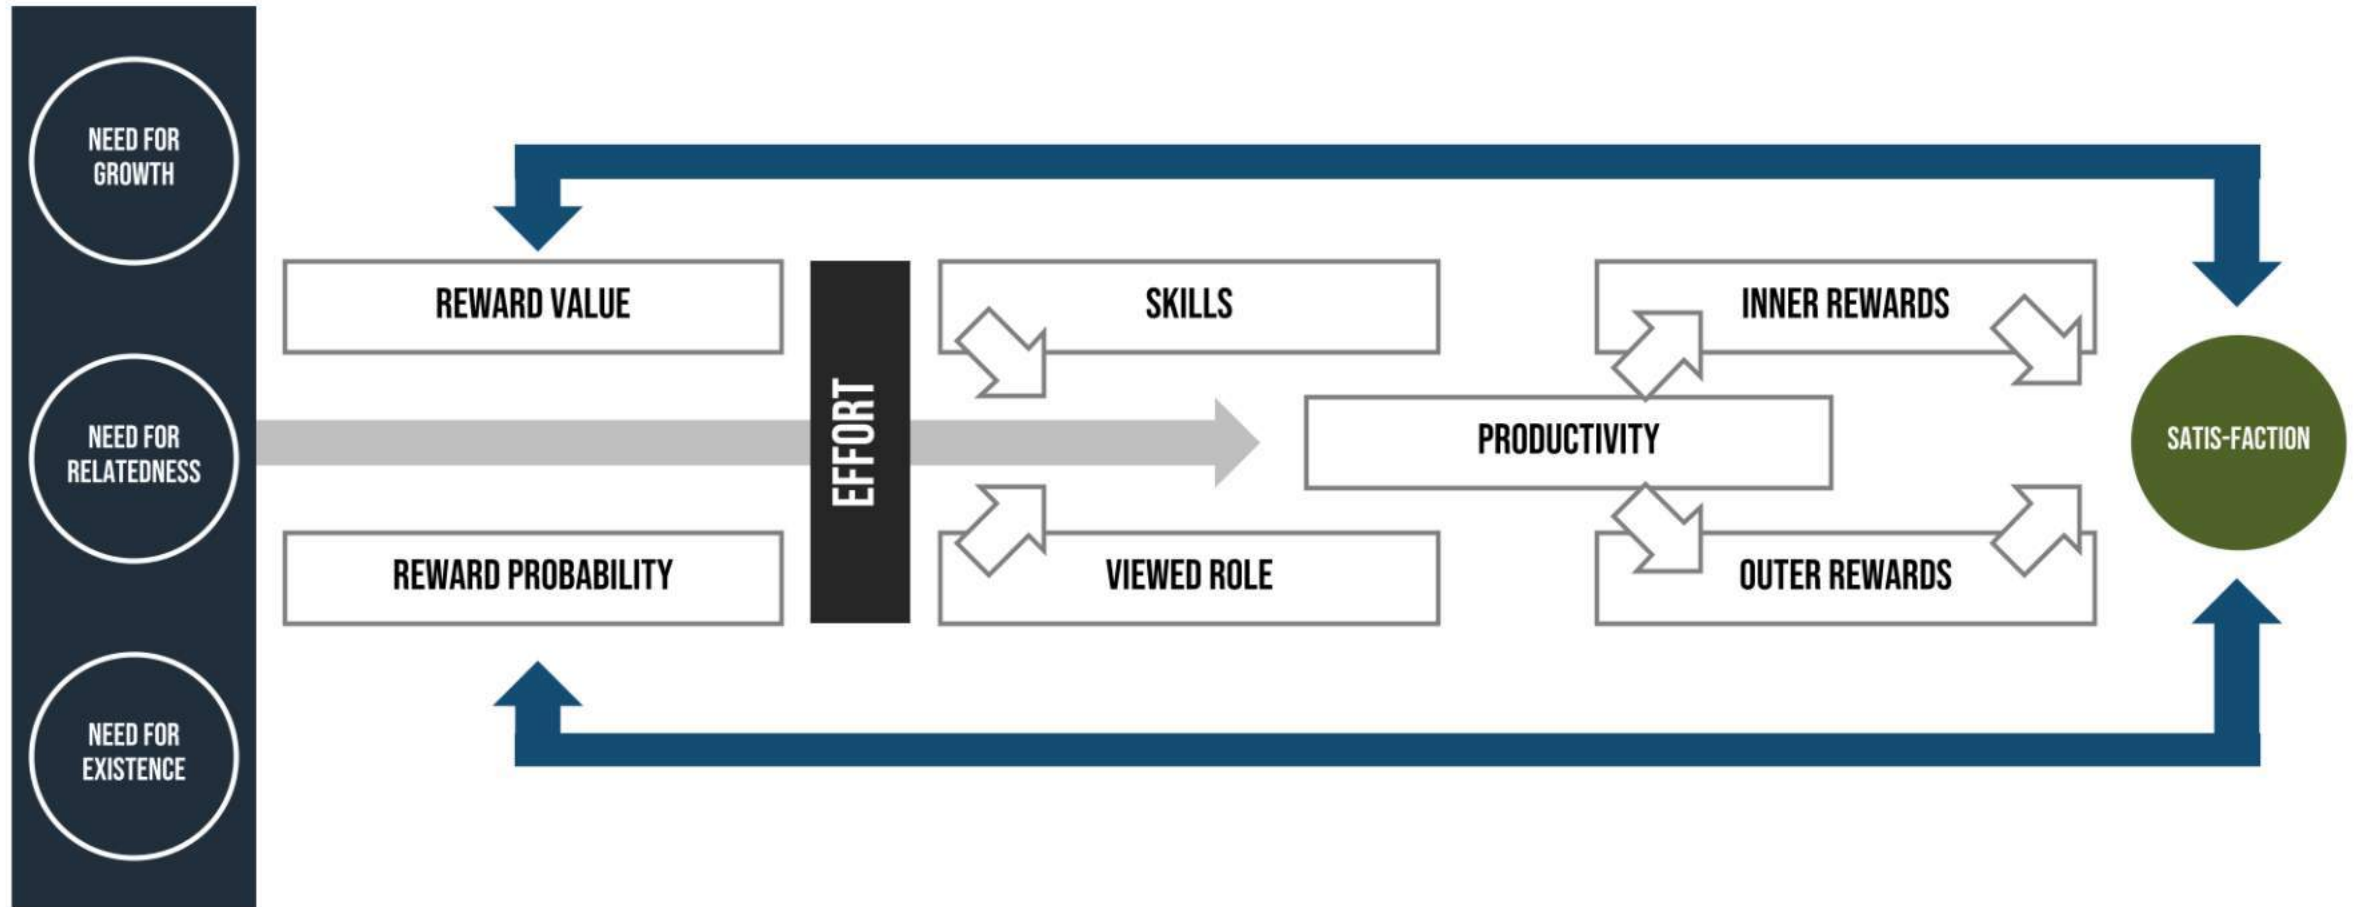 NEED FOR
GROWTH
NEED FOR
RELATEDNESS
NEED FOR
EXISTENCE
REWARD VALUE
REWARD PROBABILITY
EFFORT
SKILLS
VIEWED ROLE
PRODUCTIVITY
INNER REWARDS
OUTER REWARDS
SATIS-FACTION